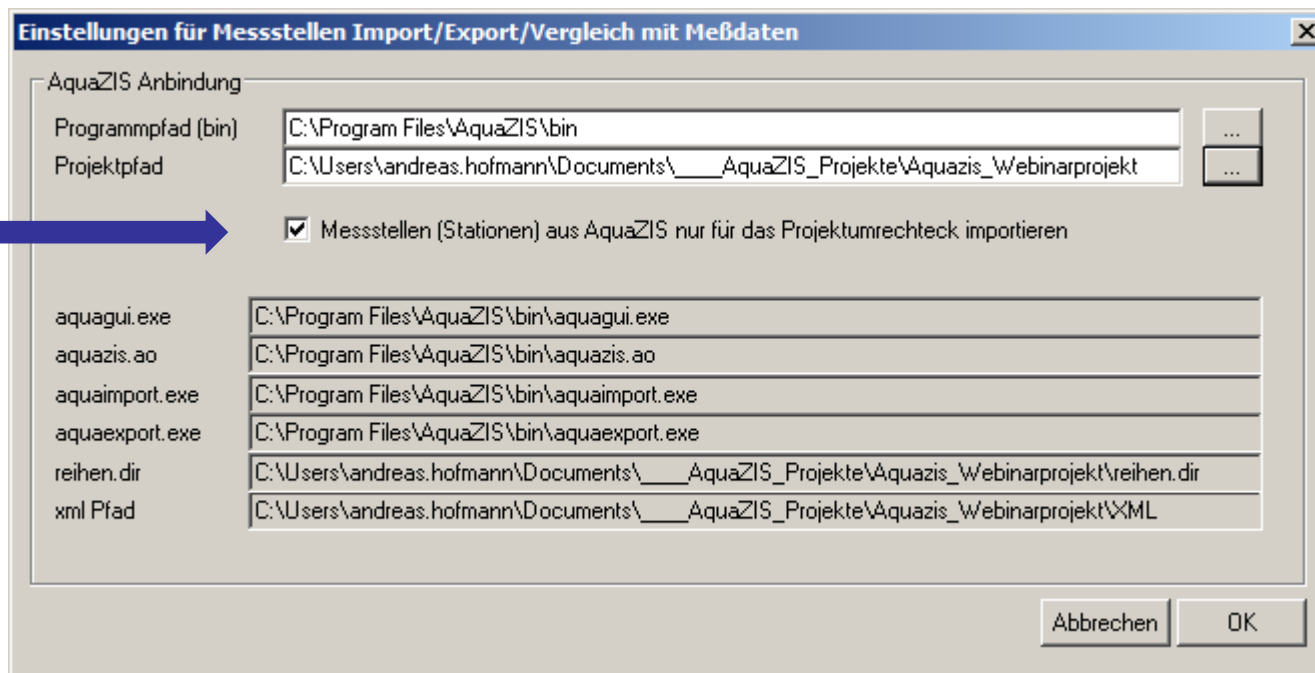 Einstellungen für Messstellen Import/Export/Vergleich mit Meßdaten
AquaZIS Anbindung
Programmpfad (bin) C:\Program Files\AquaZIS\bin ...
Projektpfad C:\Users\andreas.hofmann\Documents\____AquaZIS_Projekte\Aquazis_Webinarprojekt ...
Messstellen (Stationen) aus AquaZIS nur für das Projektumrechteck importieren
aquagui.exe C:\Program Files\AquaZIS\bin\aquagui.exe
aquazis.ao C:\Program Files\AquaZIS\bin\aquazis.ao
aquaimport.exe C:\Program Files\AquaZIS\bin\aquaimport.exe
aquaexport.exe C:\Program Files\AquaZIS\bin\aquaexport.exe
reihen.dir C:\Users\andreas.hofmann\Documents\____AquaZIS_Projekte\Aquazis_Webinarprojekt\reihen.dir
xml Pfad C:\Users\andreas.hofmann\Documents\____AquaZIS_Projekte\Aquazis_Webinarprojekt\XML
Abbrechen OK